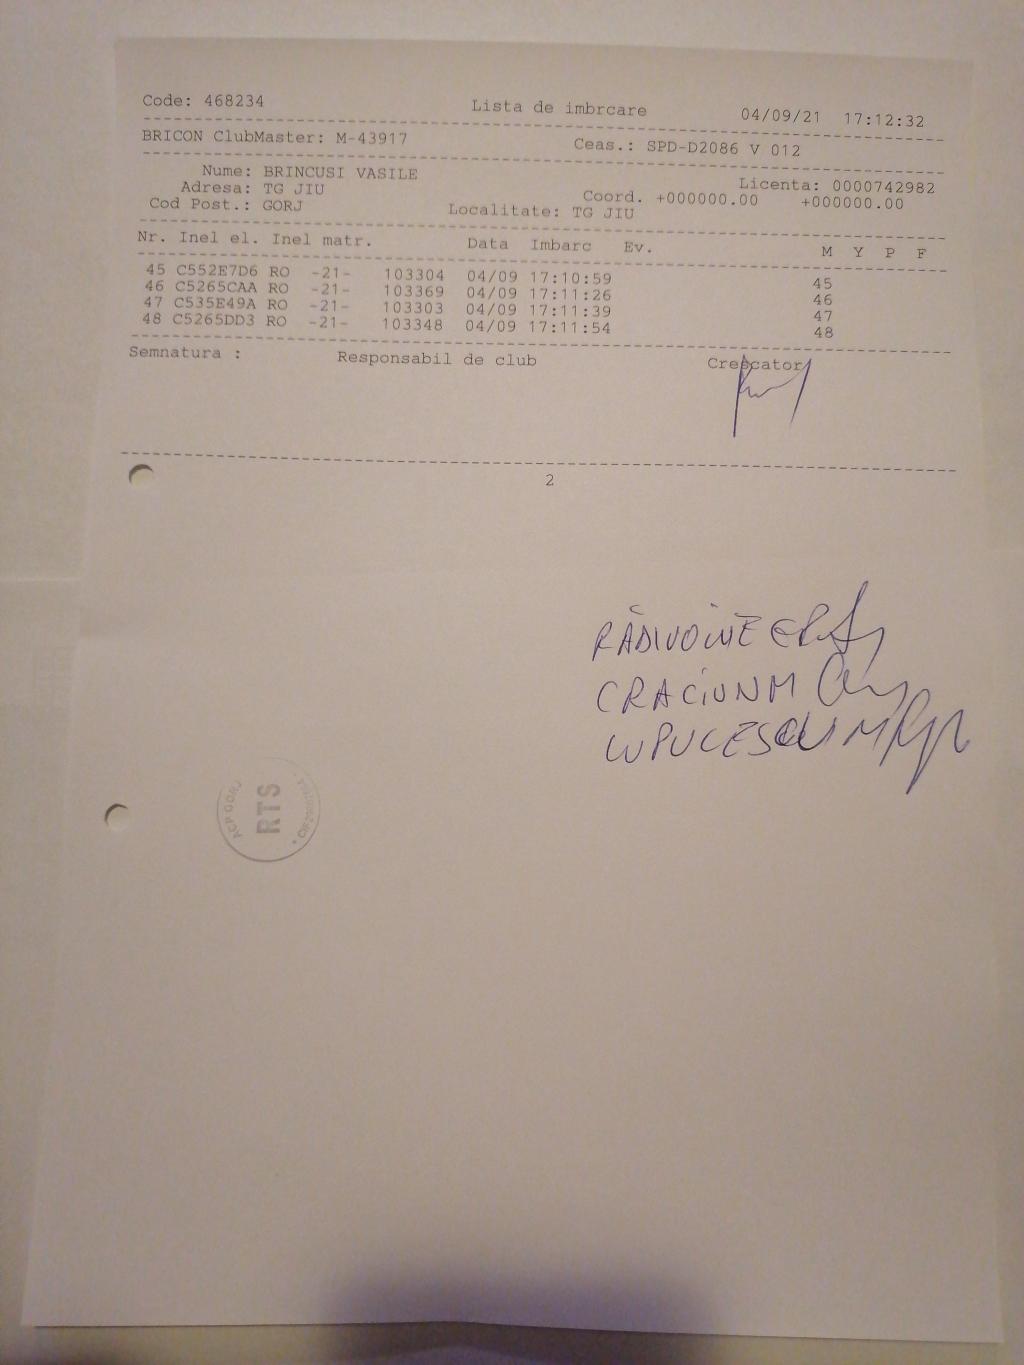 Code: 468234 Lista de imbrcare 04/09/21 17:12:32
BRICON ClubMaster: M-43917 Ceas.: SPD-D2086 V 012
Nume: BRINCUSI VASILE Licenta: 0000742982
Adresa: TG JIU Coord. +000000.00 +000000.00
Cod Post.: GORJ Localitate: TG JIU
Nr. Inel el. Inel matr. Data Imbarc Ev. M Y P F
45 C552E7D6 RO -21- 103304 04/09 17:10:59 45
46 C5265CAA RO -21- 103369 04/09 17:11:26 46
47 C535E49A RO -21- 103303 04/09 17:11:39 47
48 C5265DD3 RO -21- 103348 04/09 17:11:54 48
Semnatura : Responsabil de club Crescator
2
CRACIUN M
LUPUCESCU M
ACP GORJ
RTS